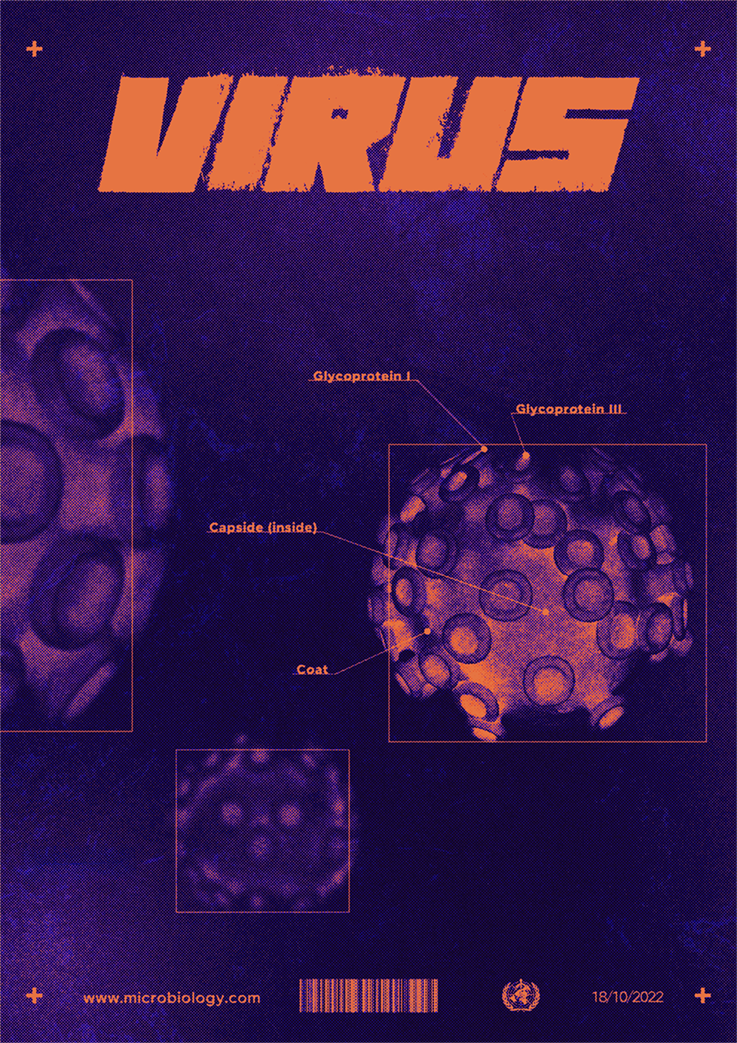 VIRUS
Glycoprotein I
Glycoprotein III
Capside (inside)
Coat
www.microbiology.com
18/10/2022